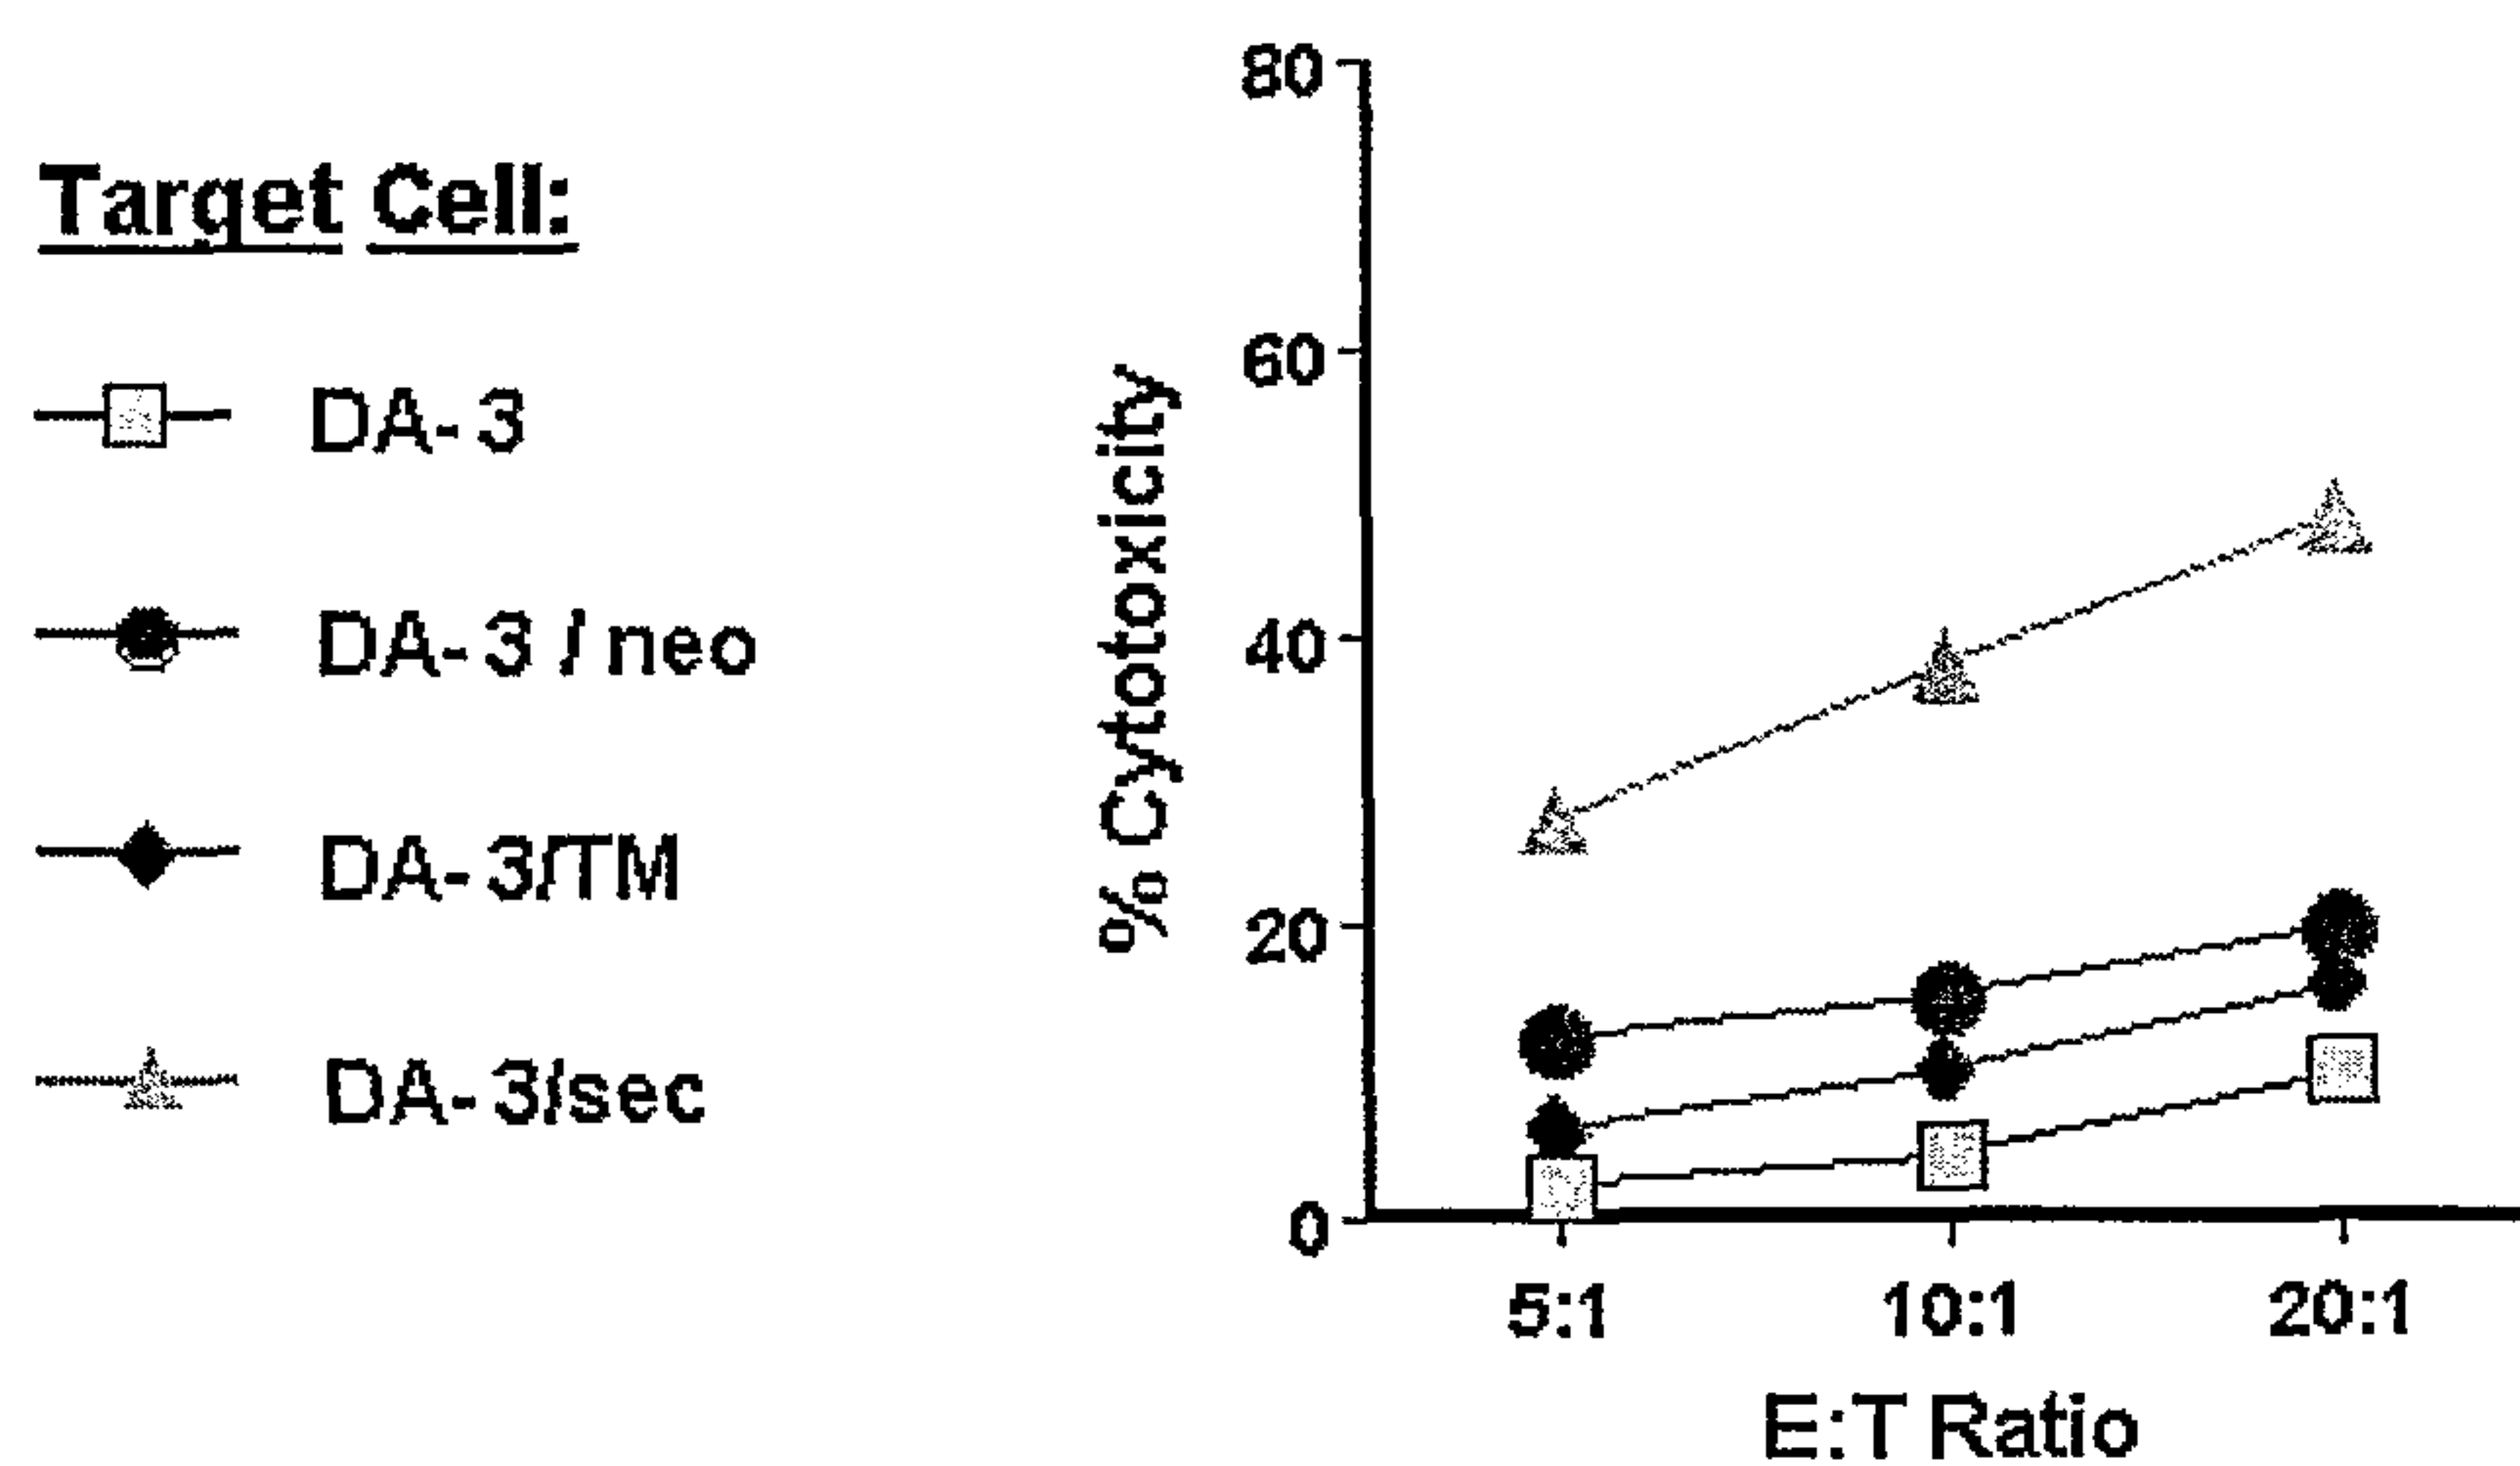 Target Cell:
DA-3
DA-3 / neo
DA-3/TM
DA-3/sec
% Cytotoxicity
80
60
40
20
0
5:1 10:1 20:1
E:T Ratio